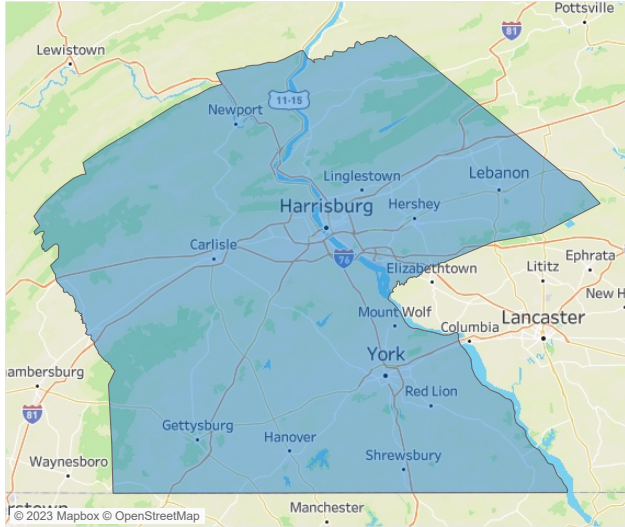 Pottsville
81
Lewistown
11-15
Newport
Linglestown
Lebanon
Harrisburg
Hershey
Carlisle
76
Elizabethtown
Ephrata
Lititz
New H
Mount Wolf
Columbia
Lancaster
York
ambersburg
Red Lion
81
Gettysburg
Hanover
Shrewsbury
Waynesboro
rstown
Manchester
© 2023 Mapbox © OpenStreetMap